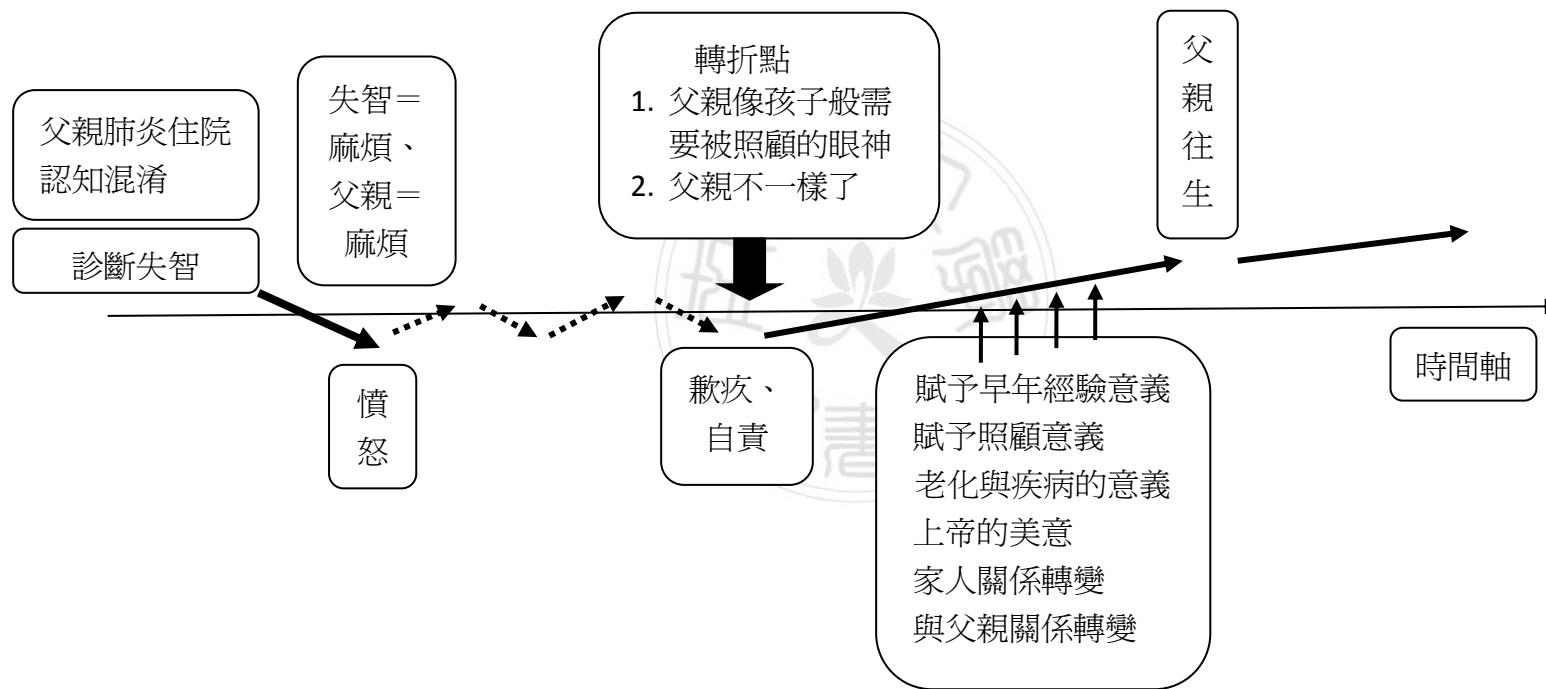 父親肺炎住院
認知混淆
診斷失智
失智＝
麻煩、
父親＝
麻煩
憤
怒
轉折點
1. 父親像孩子般需
要被照顧的眼神
2. 父親不一樣了
歉疚、
自責
賦予早年經驗意義
賦予照顧意義
老化與疾病的意義
上帝的美意
家人關係轉變
與父親關係轉變
父
親
往
生
時間軸